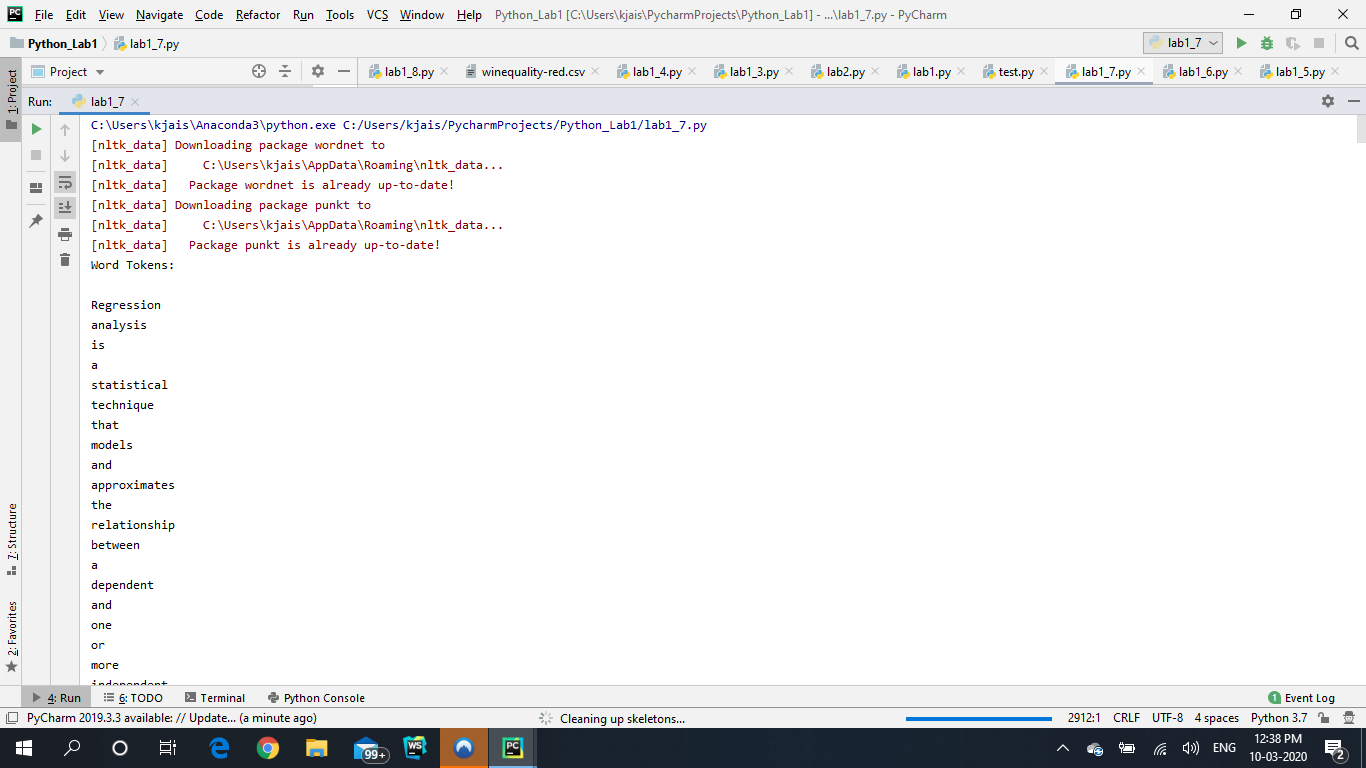 PC File Edit View Navigate Code Refactor Run Tools VCS Window Help Python_Lab1 [C:\Users\kjais\PycharmProjects\Python_Lab1] - ...\lab1_7.py - PyCharm
Python_Lab1 lab1_7.py lab1_7
Project lab1_8.py winequality-red.csv lab1_4.py lab1_3.py lab2.py lab1.py test.py lab1_7.py lab1_6.py lab1_5.py
1: Project
Run: lab1_7
C:\Users\kjais\Anaconda3\python.exe C:/Users/kjais/PycharmProjects/Python_Lab1/lab1_7.py
[nltk_data] Downloading package wordnet to
[nltk_data]     C:\Users\kjais\AppData\Roaming\nltk_data...
[nltk_data]   Package wordnet is already up-to-date!
[nltk_data] Downloading package punkt to
[nltk_data]     C:\Users\kjais\AppData\Roaming\nltk_data...
[nltk_data]   Package punkt is already up-to-date!
Word Tokens:
Regression
analysis
is
a
statistical
technique
that
models
and
approximates
the
relationship
between
a
dependent
and
one
or
more
independent
7: Structure
2: Favorites
4: Run 6: TODO Terminal Python Console 1 Event Log
PyCharm 2019.3.3 available: // Update... (a minute ago) Cleaning up skeletons... 2912:1 CRLF UTF-8 4 spaces Python 3.7
99+ WS PC ENG 12:38 PM
10-03-2020 2